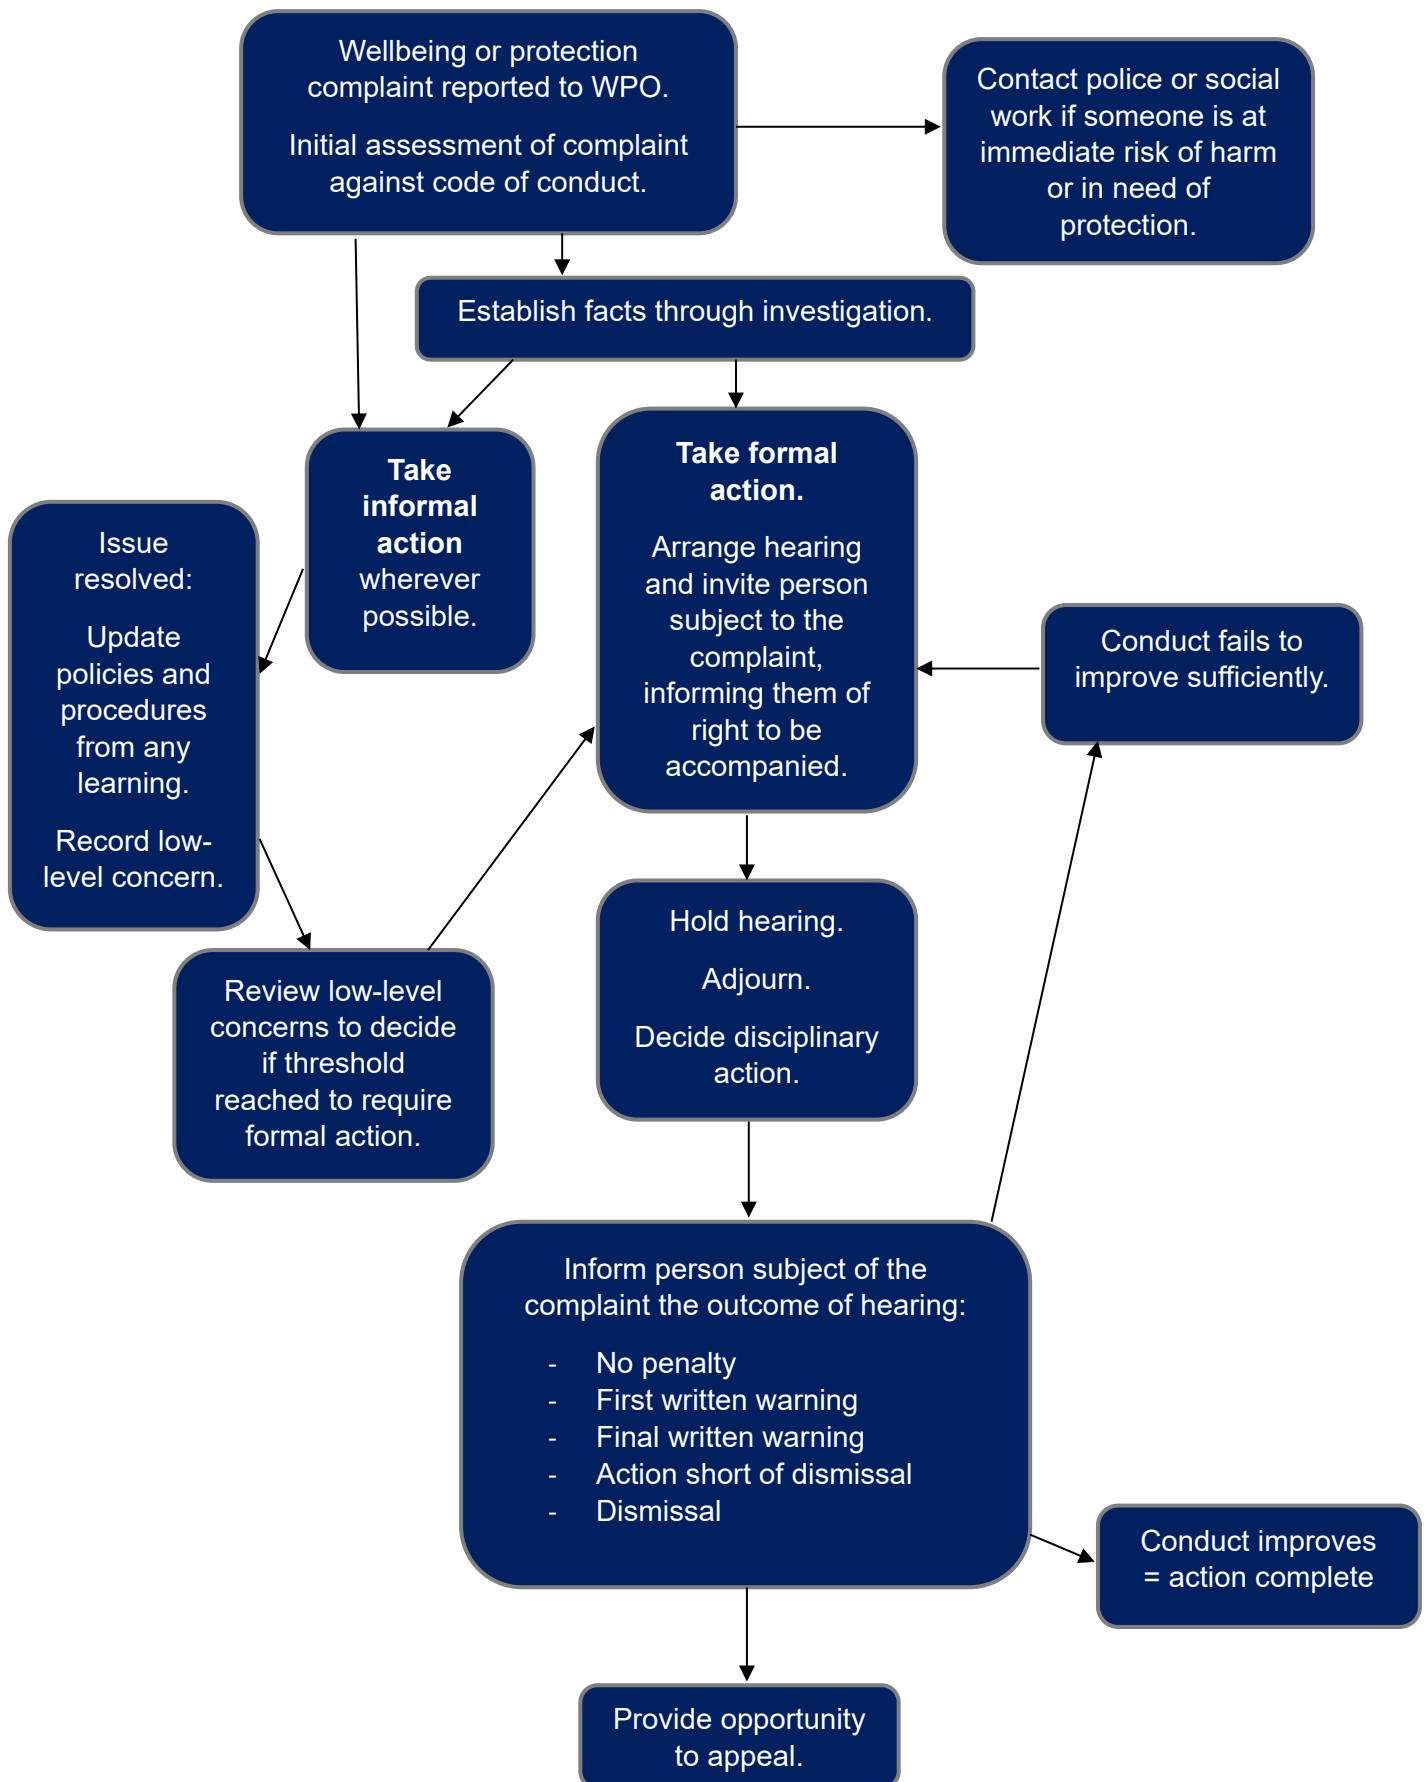 Wellbeing or protection
complaint reported to WPO.
Initial assessment of complaint
against code of conduct.
Contact police or social
work if someone is at
immediate risk of harm
or in need of
protection.
Establish facts through investigation.
Take
informal
action
wherever
possible.
Take formal
action.
Arrange hearing
and invite person
subject to the
complaint,
informing them of
right to be
accompanied.
Issue
resolved:
Update
policies and
procedures
from any
learning.
Record low-
level concern.
Conduct fails to
improve sufficiently.
Review low-level
concerns to decide
if threshold
reached to require
formal action.
Hold hearing.
Adjourn.
Decide disciplinary
action.
Inform person subject of the
complaint the outcome of hearing:
- No penalty
- First written warning
- Final written warning
- Action short of dismissal
- Dismissal
Conduct improves
= action complete
Provide opportunity
to appeal.